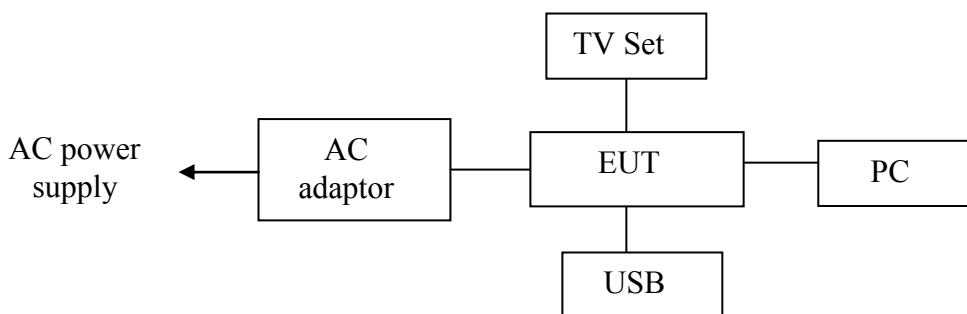 TV Set
AC power
supply
AC
adaptor
EUT
PC
USB